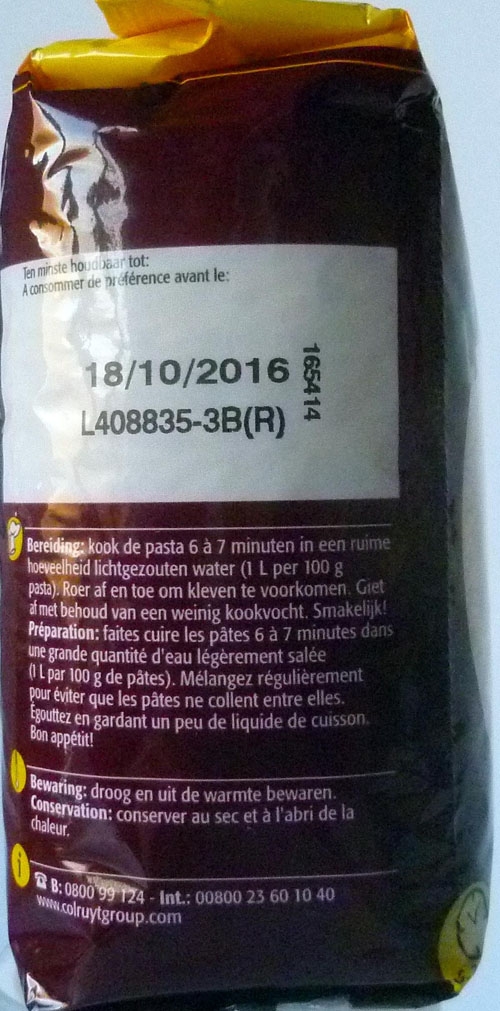 Ten minste houdbaar tot:
A consommer de préférence avant le:
18/10/2016
165414
L408835-3B(R)
Bereiding: kook de pasta 6 à 7 minuten in een ruime
hoeveelheid lichtgezouten water (1 L per 100 g
pasta). Roer af en toe om kleven te voorkomen. Giet
af met behoud van een weinig kookvocht. Smakelijk!
Préparation: faites cuire les pâtes 6 à 7 minutes dans
une grande quantité d'eau légèrement salée
(1 L par 100 g de pâtes). Mélangez régulièrement
pour éviter que les pâtes ne collent entre elles.
Égouttez en gardant un peu de liquide de cuisson.
Bon appétit!
Bewaring: droog en uit de warmte bewaren.
Conservation: conserver au sec et à l'abri de la
chaleur.
i
☎ B: 0800 99 124 - Int.: 00800 23 60 10 40
www.colruytgroup.com